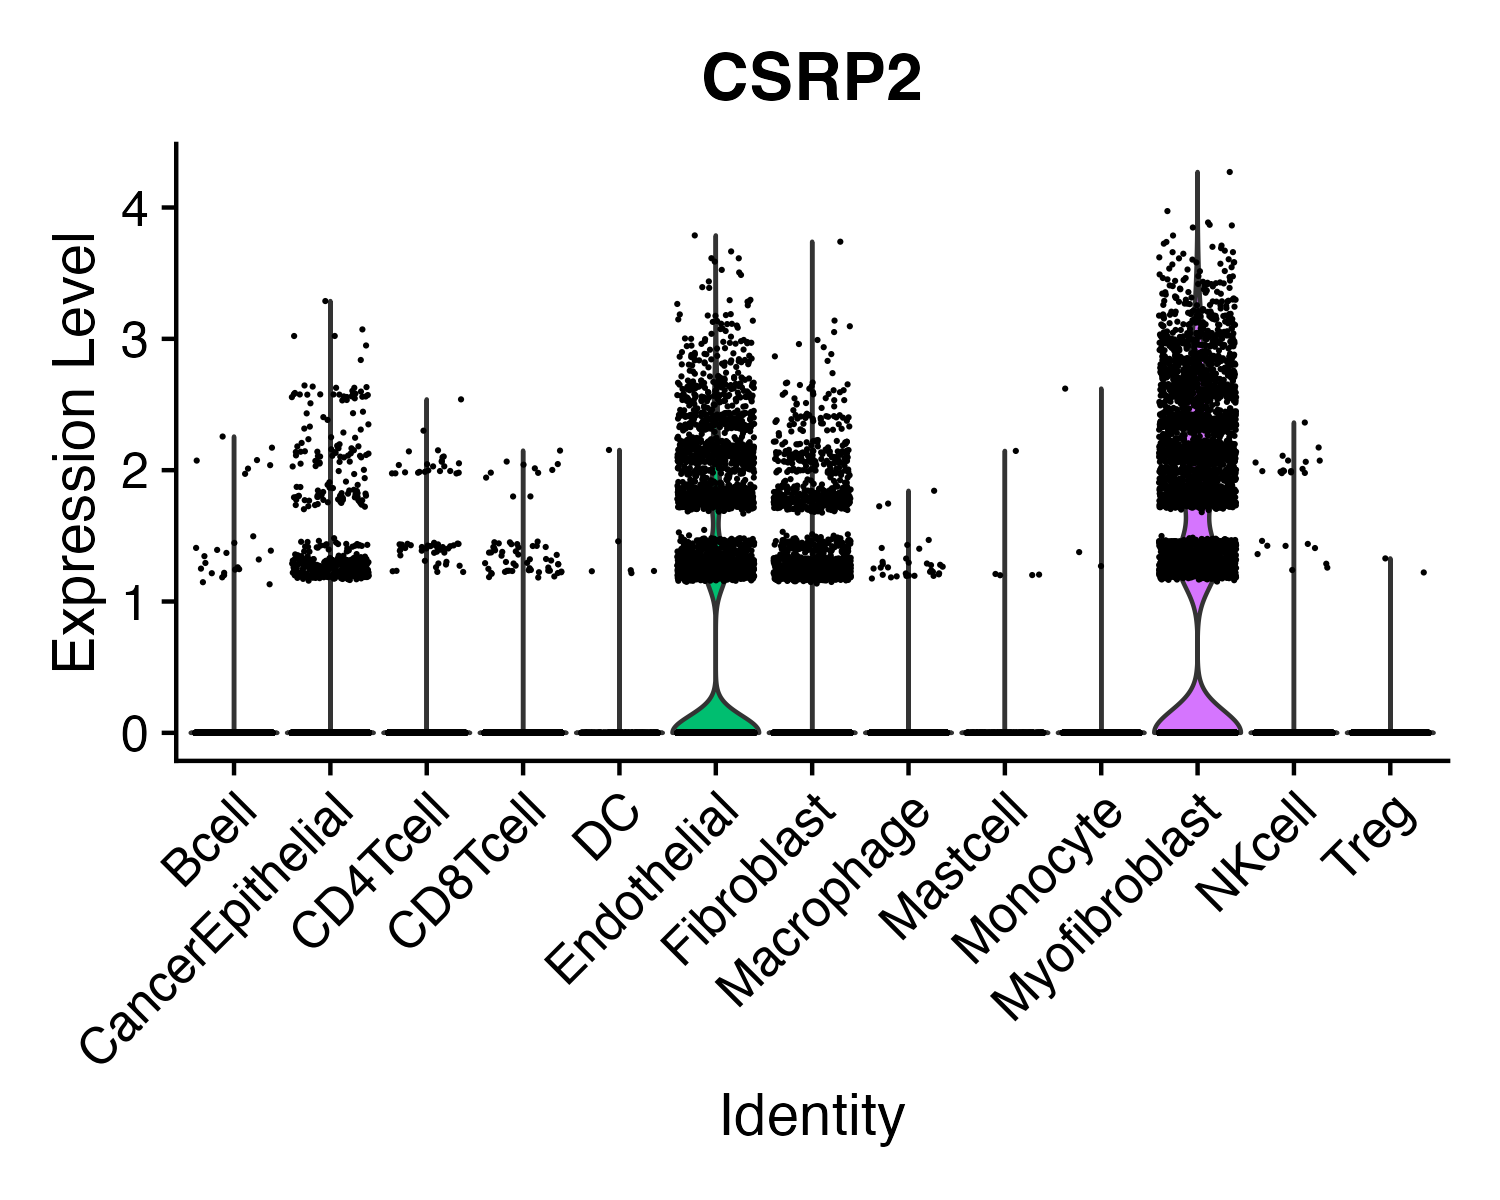 CSRP2
Expression Level
4
3
2
1
0
Bcell
CancerEpithelial
CD4Tcell
CD8Tcell
DC
Endothelial
Fibroblast
Macrophage
Mastcell
Monocyte
Myofibroblast
NKcell
Treg
Identity